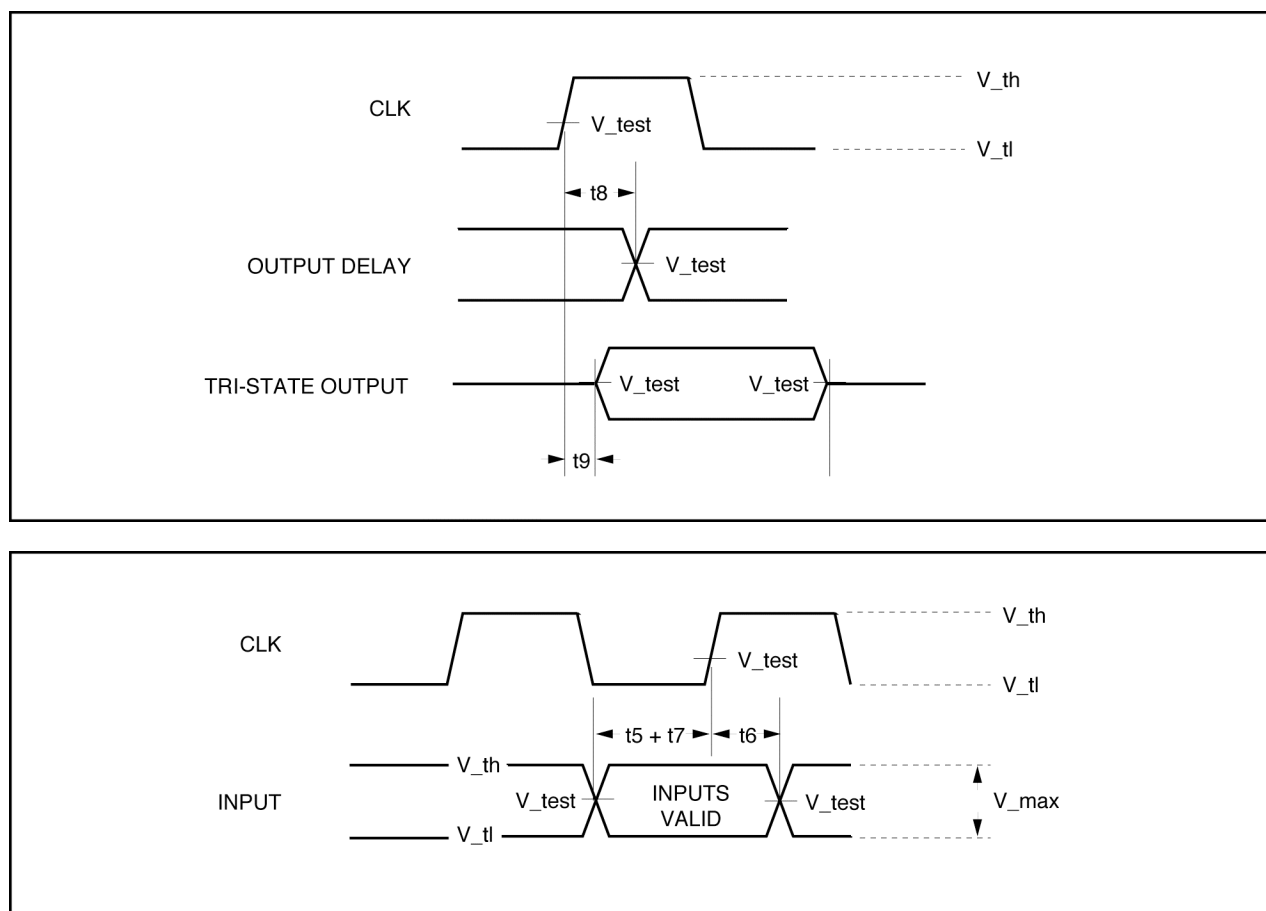 V_th
CLK
V_test
V_tl
t8
OUTPUT DELAY
V_test
TRI-STATE OUTPUT
V_test
V_test
t9
V_th
CLK
V_test
V_tl
t5 + t7
t6
V_th
INPUT
V_test
INPUTS
VALID
V_test
V_max
V_tl